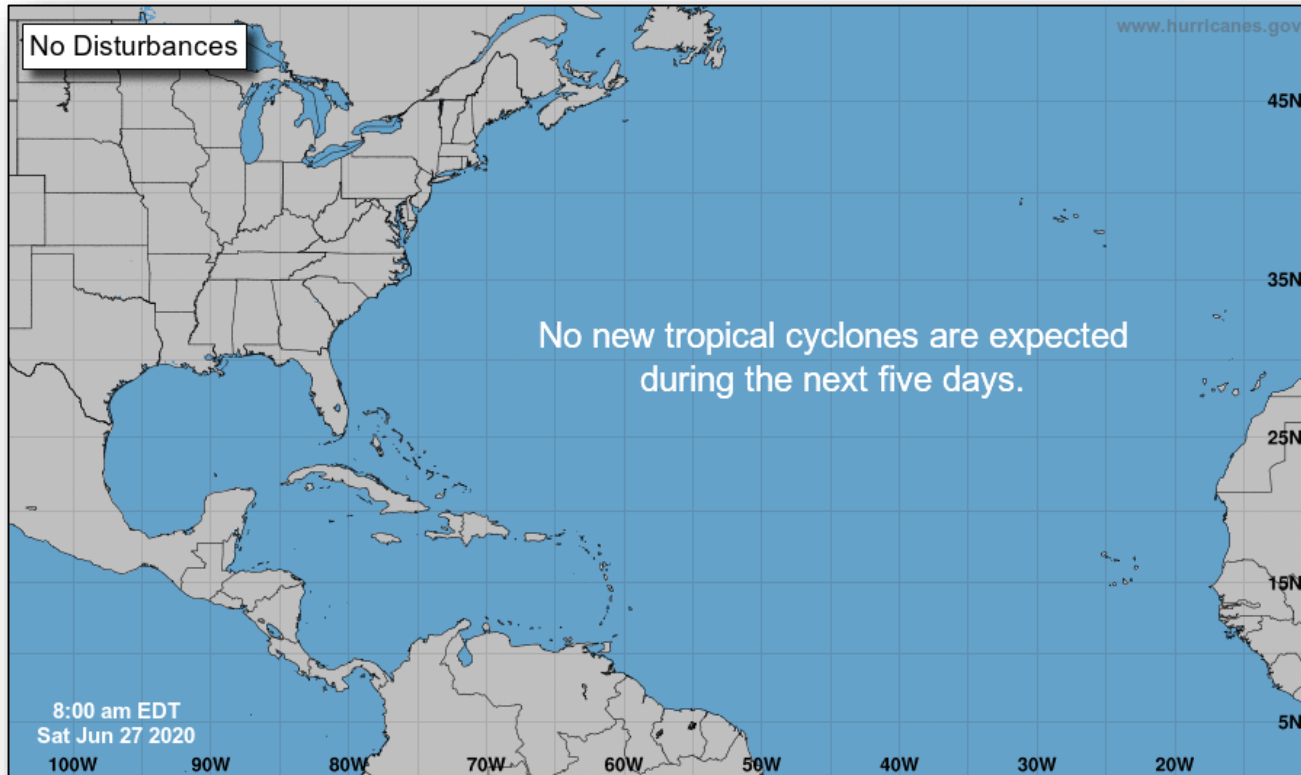 No Disturbances
www.hurricanes.gov
45N
35N
No new tropical cyclones are expected
during the next five days.
25N
15N
8:00 am EDT
Sat Jun 27 2020
5N
100W 90W 80W 70W 60W 50W 40W 30W 20W